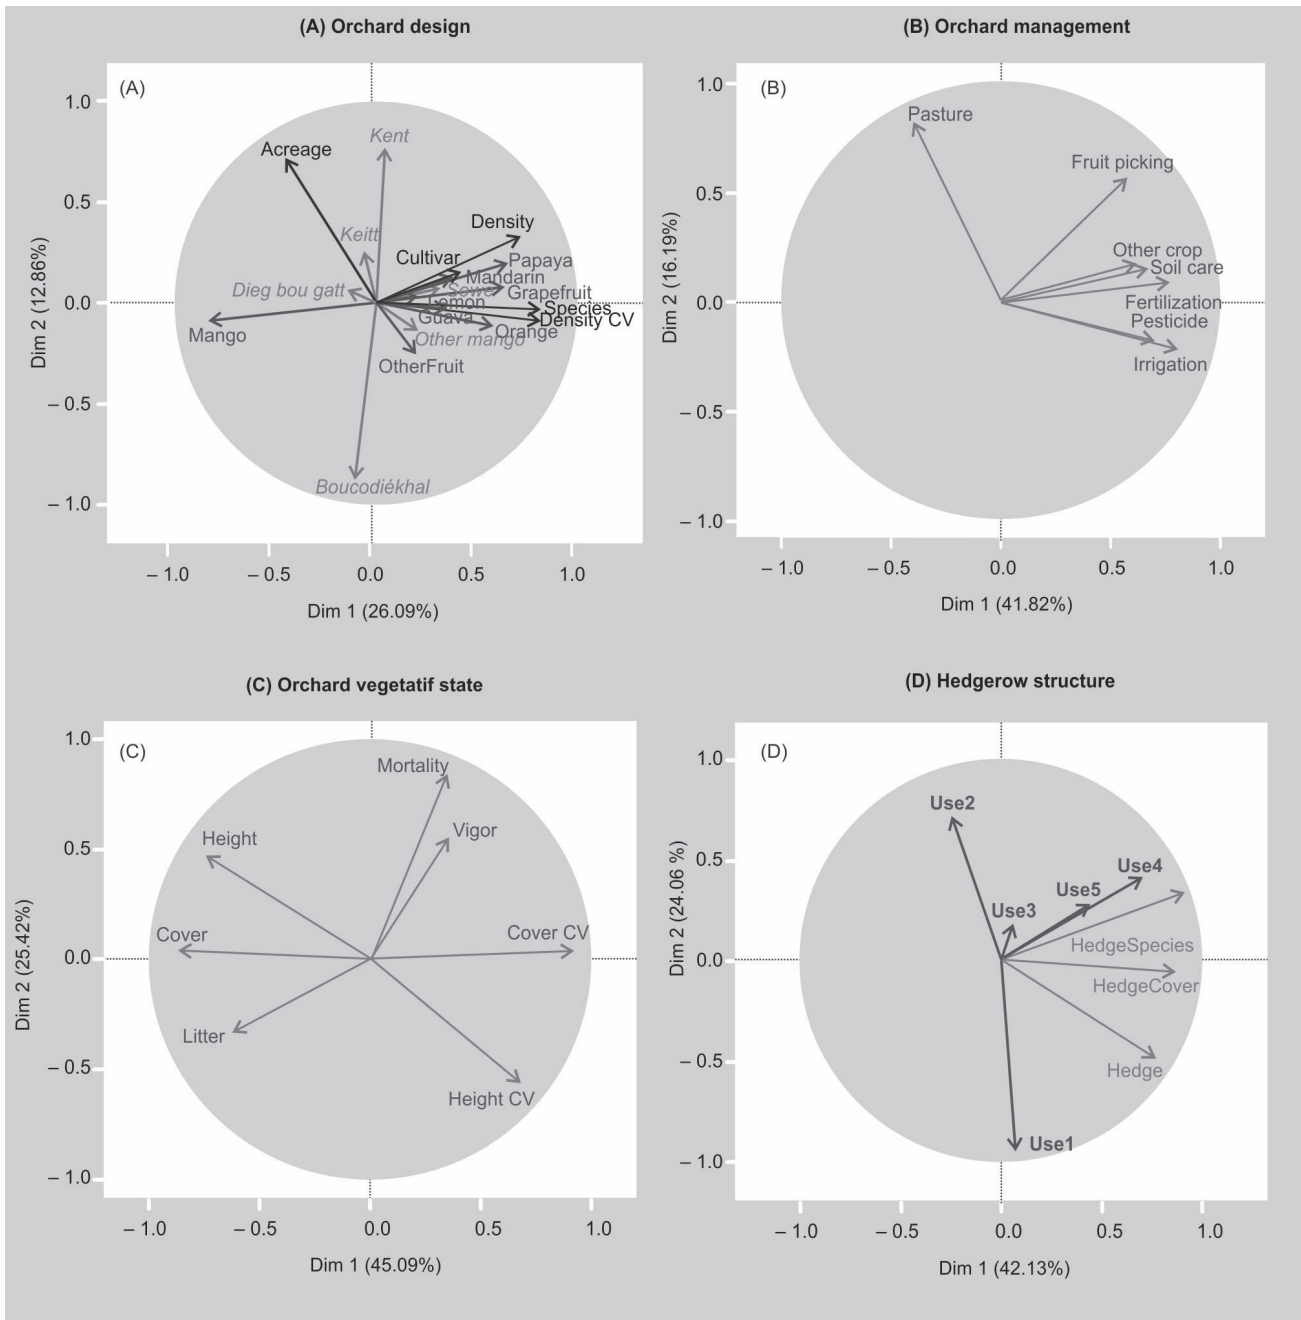 (A) Orchard design
(A)
1.0
0.5
0.0
– 0.5
– 1.0
Dim 2 (12.86%)
Kent
Acreage
Keitt
Density
Cultivar
Papaya
Mandarin
Dieg bou gatt
Sewe
Grapefruit
Lemon
Species
Guava
Density CV
Orange
Mango
Other mango
OtherFruit
Boucodiékhal
– 1.0
– 0.5
0.0
0.5
1.0
Dim 1 (26.09%)
(B) Orchard management
(B)
1.0
0.5
0.0
– 0.5
– 1.0
Dim 2 (16.19%)
Pasture
Fruit picking
Other crop
Soil care
Fertilization
Pesticide
Irrigation
– 1.0
– 0.5
0.0
0.5
1.0
Dim 1 (41.82%)
(C) Orchard vegetatif state
(C)
1.0
0.5
0.0
– 0.5
– 1.0
Dim 2 (25.42%)
Mortality
Vigor
Height
Cover
Cover CV
Litter
Height CV
– 1.0
– 0.5
0.0
0.5
1.0
Dim 1 (45.09%)
(D) Hedgerow structure
(D)
1.0
0.5
0.0
– 0.5
– 1.0
Dim 2 (24.06 %)
Use2
Use4
Use5
Use3
HedgeSpecies
HedgeCover
Hedge
Use1
– 1.0
– 0.5
0.0
0.5
1.0
Dim 1 (42.13%)